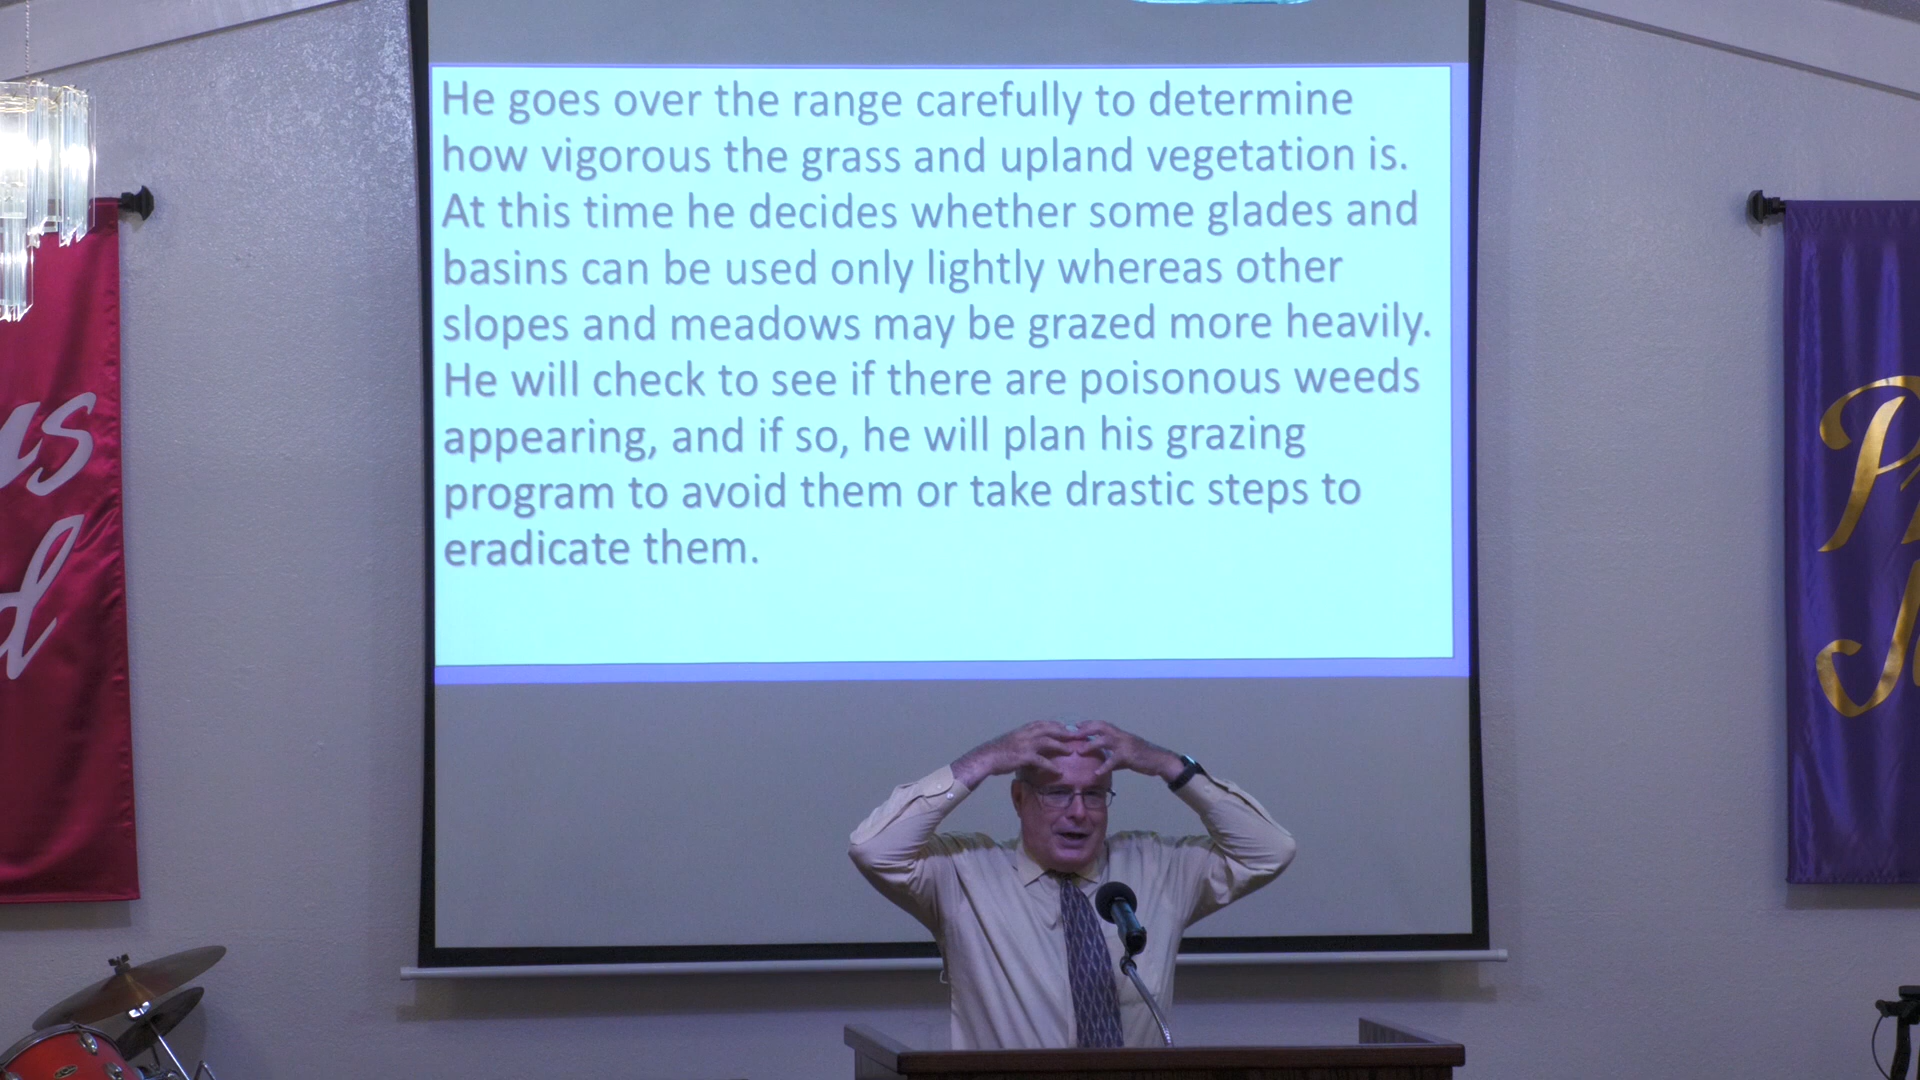 He goes over the range carefully to determine
how vigorous the grass and upland vegetation is.
At this time he decides whether some glades and
basins can be used only lightly whereas other
slopes and meadows may be grazed more heavily.
He will check to see if there are poisonous weeds
appearing, and if so, he will plan his grazing
program to avoid them or take drastic steps to
eradicate them.